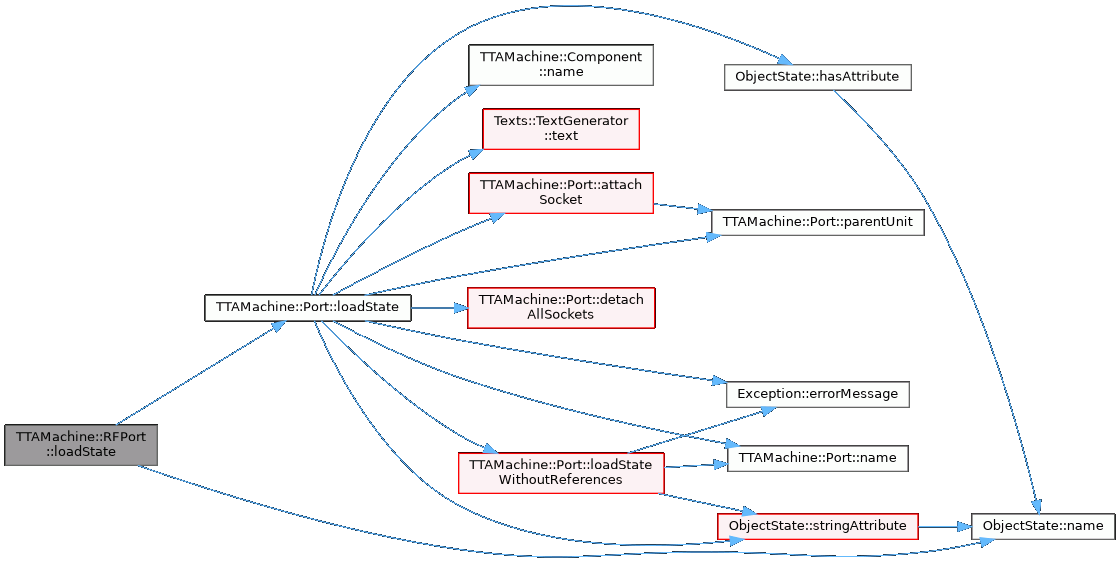 TTAMachine::Component
::name
ObjectState::hasAttribute
Texts::TextGenerator
::text
TTAMachine::Port::attach
Socket
TTAMachine::Port::parentUnit
TTAMachine::Port::loadState
TTAMachine::Port::detach
AllSockets
Exception::errorMessage
TTAMachine::RFPort
::loadState
TTAMachine::Port::name
TTAMachine::Port::loadState
WithoutReferences
ObjectState::stringAttribute
ObjectState::name